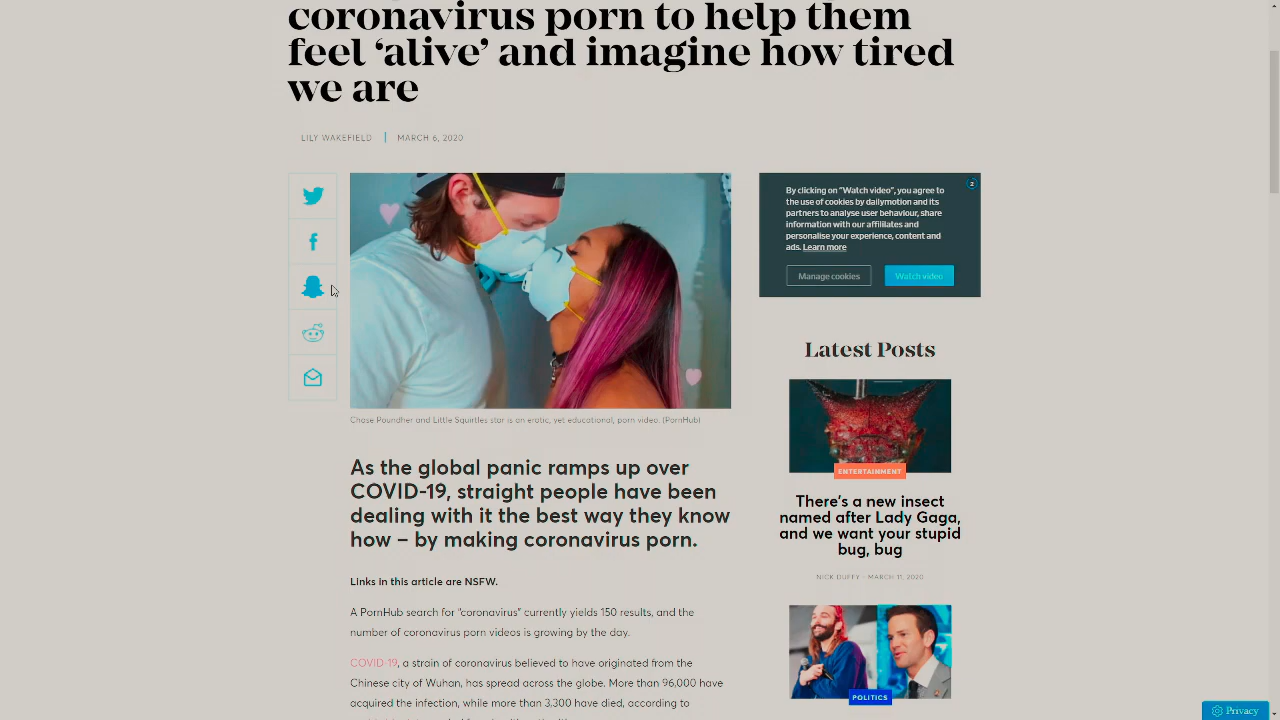 coronavirus porn to help them
feel ‘alive’ and imagine how tired
we are
LILY WAKEFIELD | MARCH 6, 2020
By clicking on "Watch video", you agree to
the use of cookies by dailymotion and its
partners to analyse user behaviour, share
information with our affiliates and
personalise your experience, content and
ads. Learn more
2
Manage cookies
Watch video
Chase Poundher and Little Squirtles star is an erotic, yet educational, porn video. (PornHub)
As the global panic ramps up over
COVID-19, straight people have been
dealing with it the best way they know
how – by making coronavirus porn.
Links in this article are NSFW.
A PornHub search for “coronavirus” currently yields 150 results, and the
number of coronavirus porn videos is growing by the day.
COVID-19, a strain of coronavirus believed to have originated from the
Chinese city of Wuhan, has spread across the globe. More than 96,000 have
acquired the infection, while more than 3,300 have died, according to
Latest Posts
ENTERTAINMENT
There’s a new insect
named after Lady Gaga,
and we want your stupid
bug, bug
NICK DUFFY - MARCH 11, 2020
POLITICS
Privacy